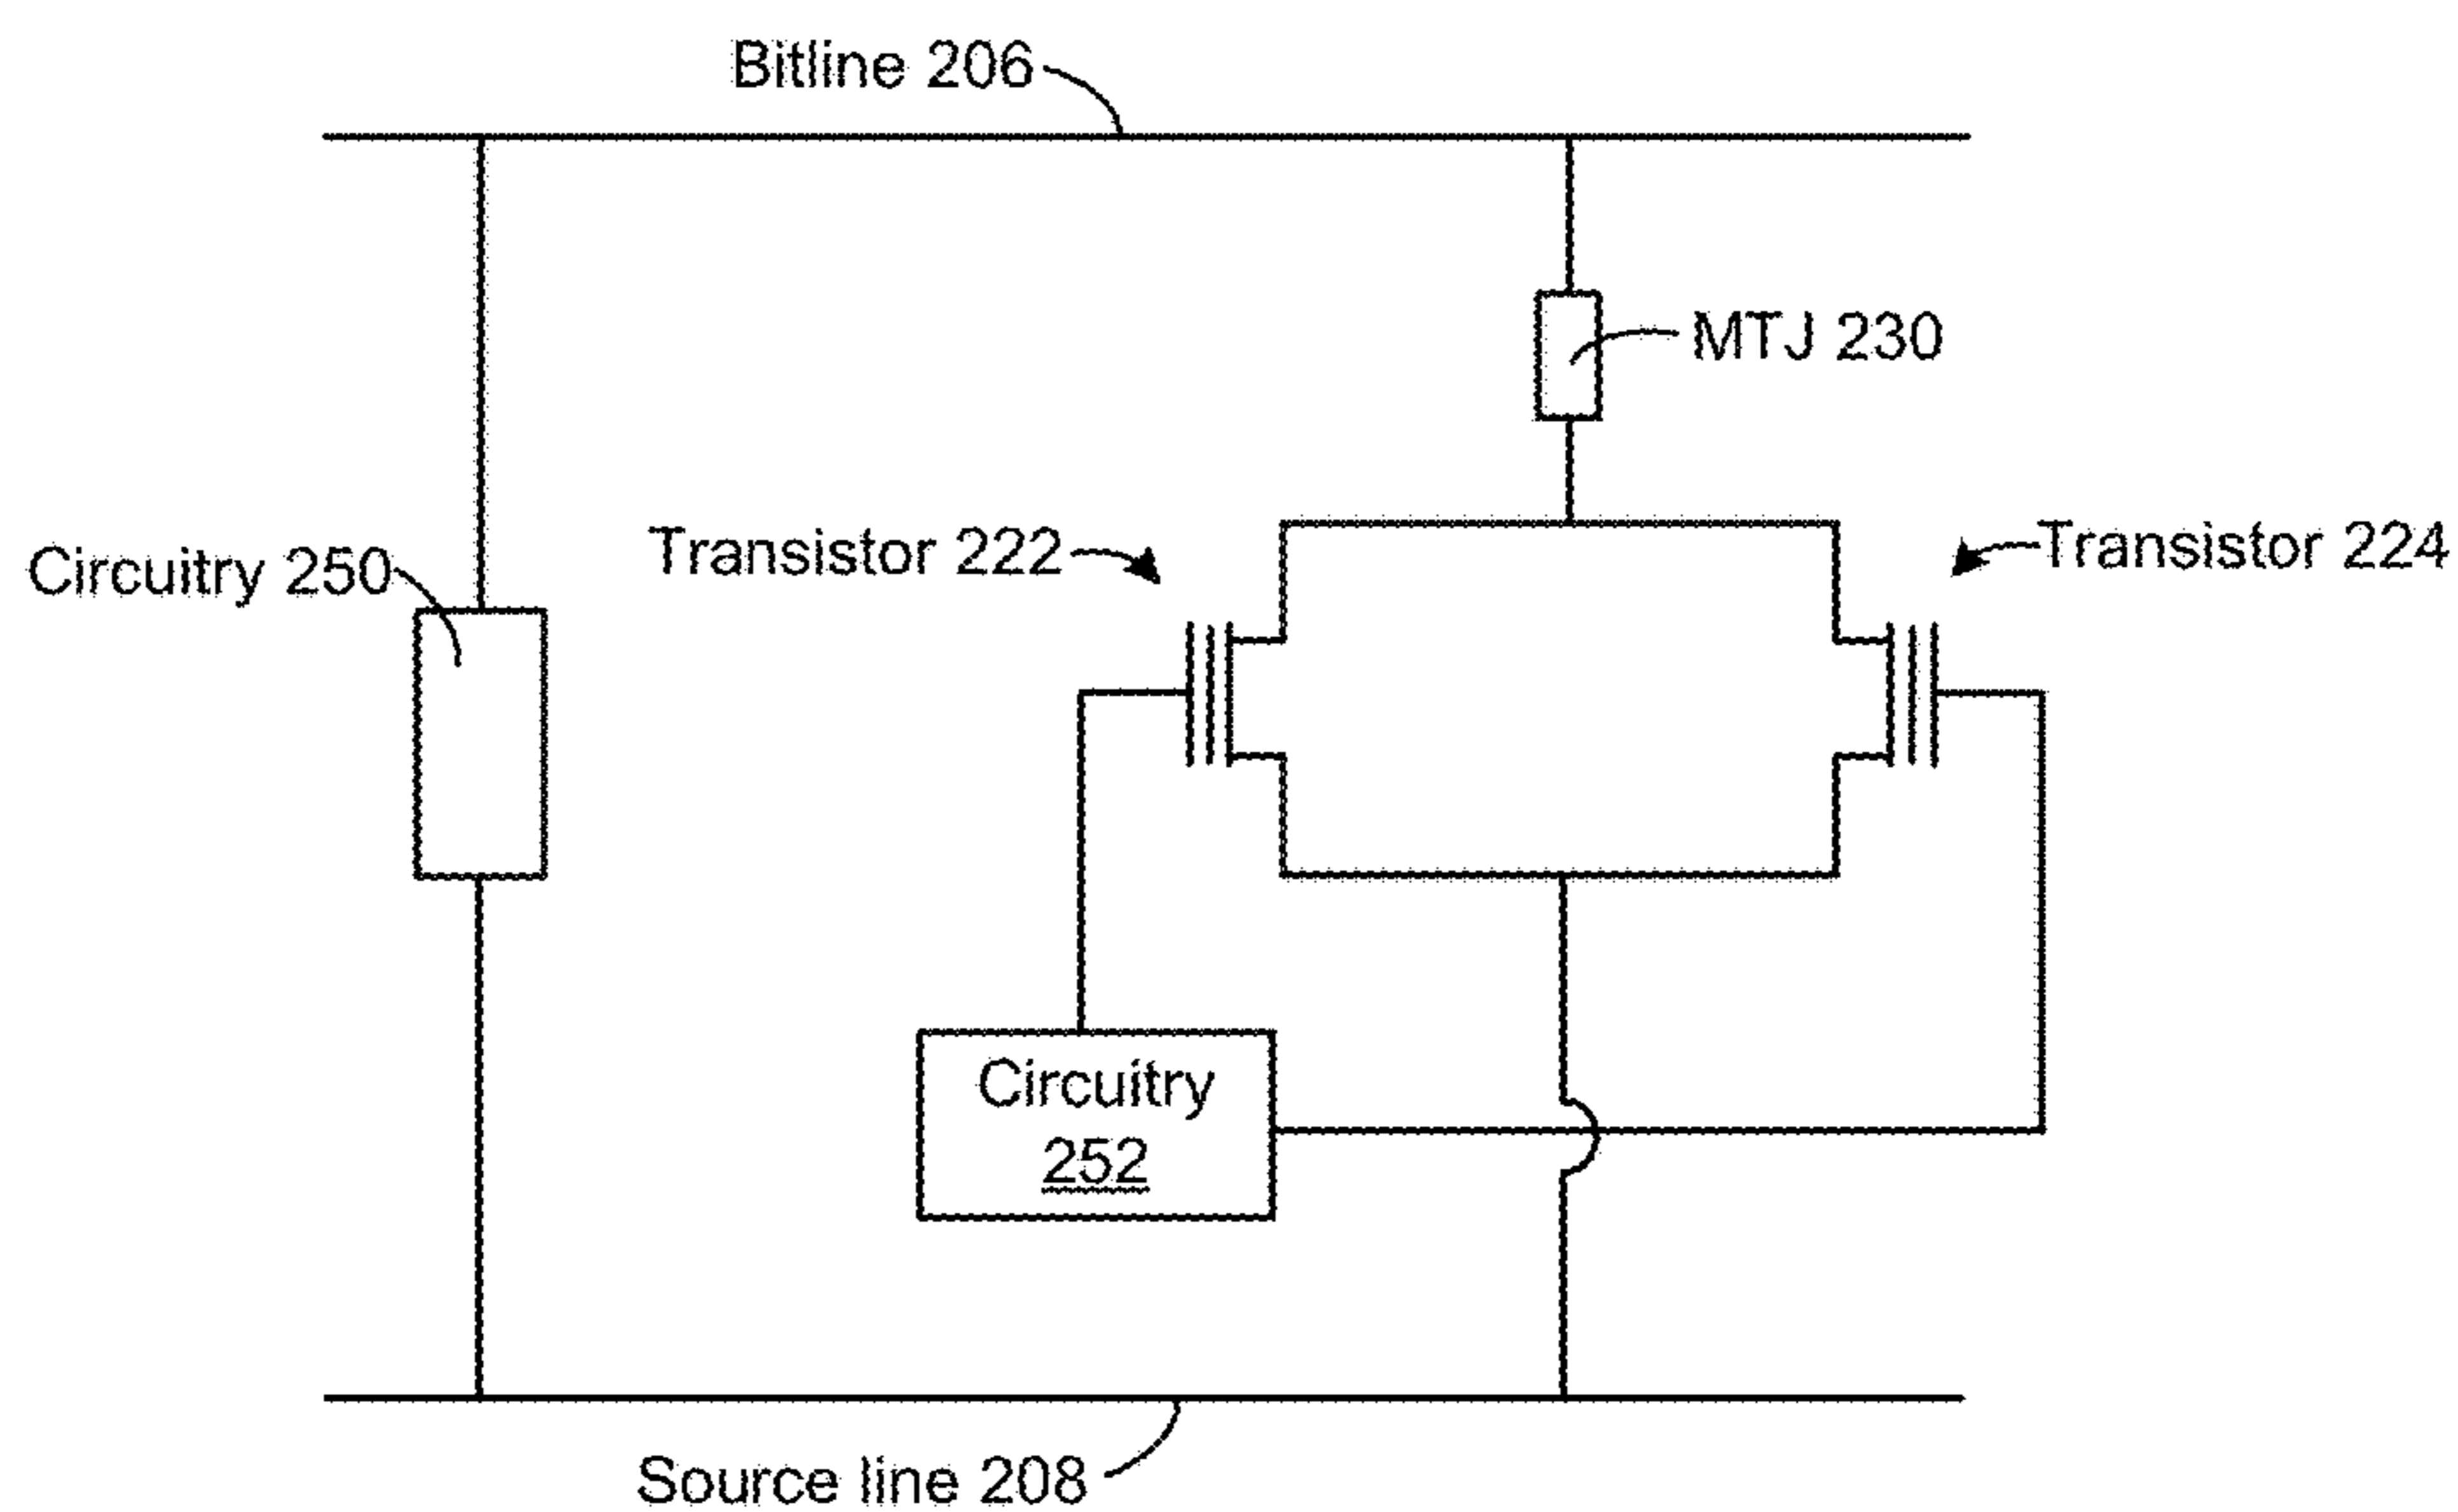 Bitline 206
MTJ 230
Transistor 222
Transistor 224
Circuitry 250
Circuitry
252
Source line 208